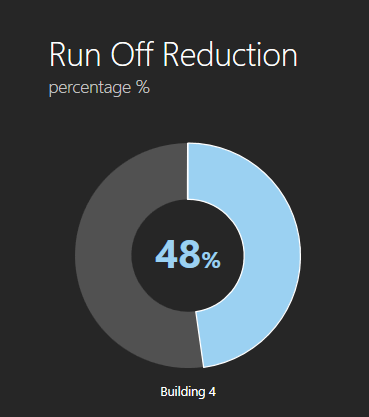 Run Off Reduction
percentage %
48%
Building 4